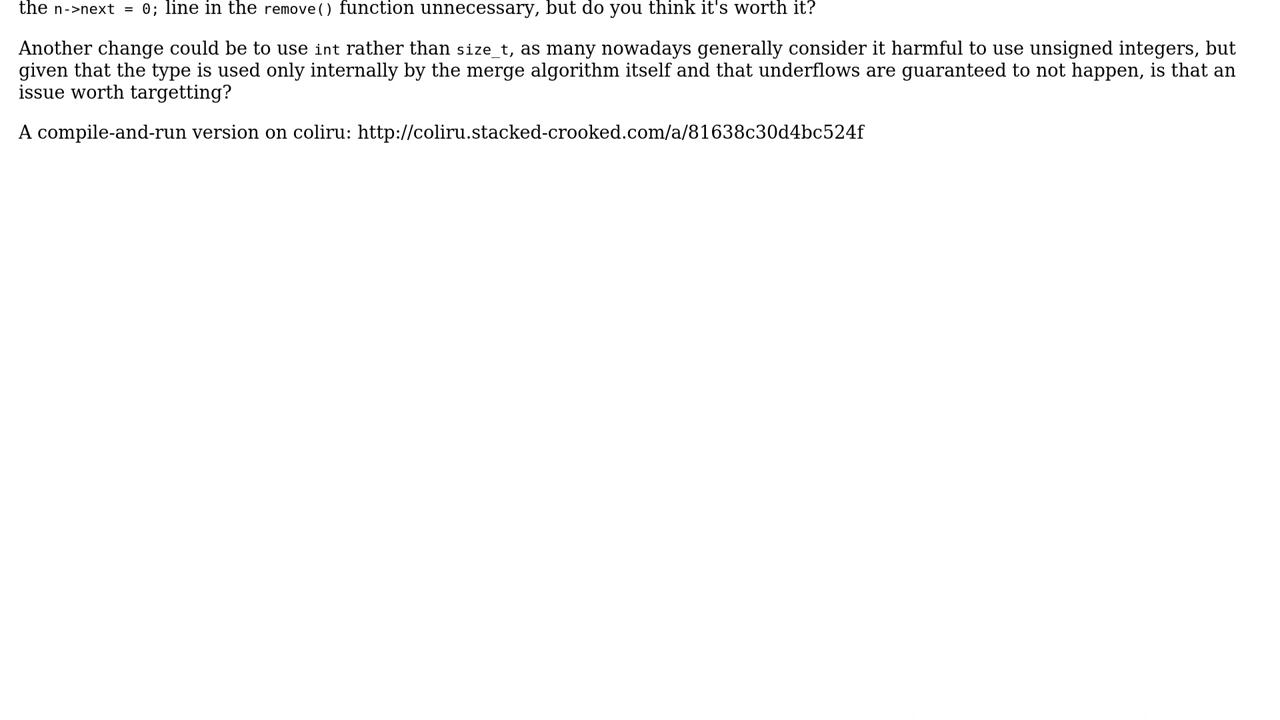 the n->next = 0; line in the remove() function unnecessary, but do you think it's worth it?
Another change could be to use int rather than size_t, as many nowadays generally consider it harmful to use unsigned integers, but
given that the type is used only internally by the merge algorithm itself and that underflows are guaranteed to not happen, is that an
issue worth targetting?
A compile-and-run version on coliru: http://coliru.stacked-crooked.com/a/81638c30d4bc524f